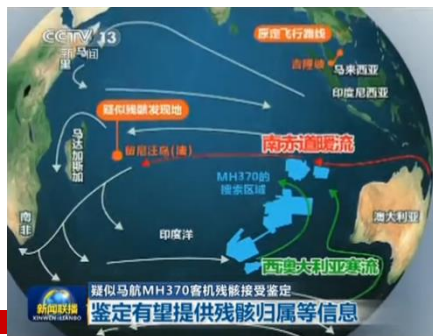 CCTV 13
原定飞行路线
索马里
吉隆坡
马来西亚
印度尼西亚
疑似残骸发现地
马达加斯加
留尼汪岛(法)
南赤道暖流
MH370的
搜索区域
南非
印度洋
澳大利亚
西澳大利亚寒流
疑似马航MH370客机残骸接受鉴定
新闻联播
XINWEN LIANBO
鉴定有望提供残骸归属等信息